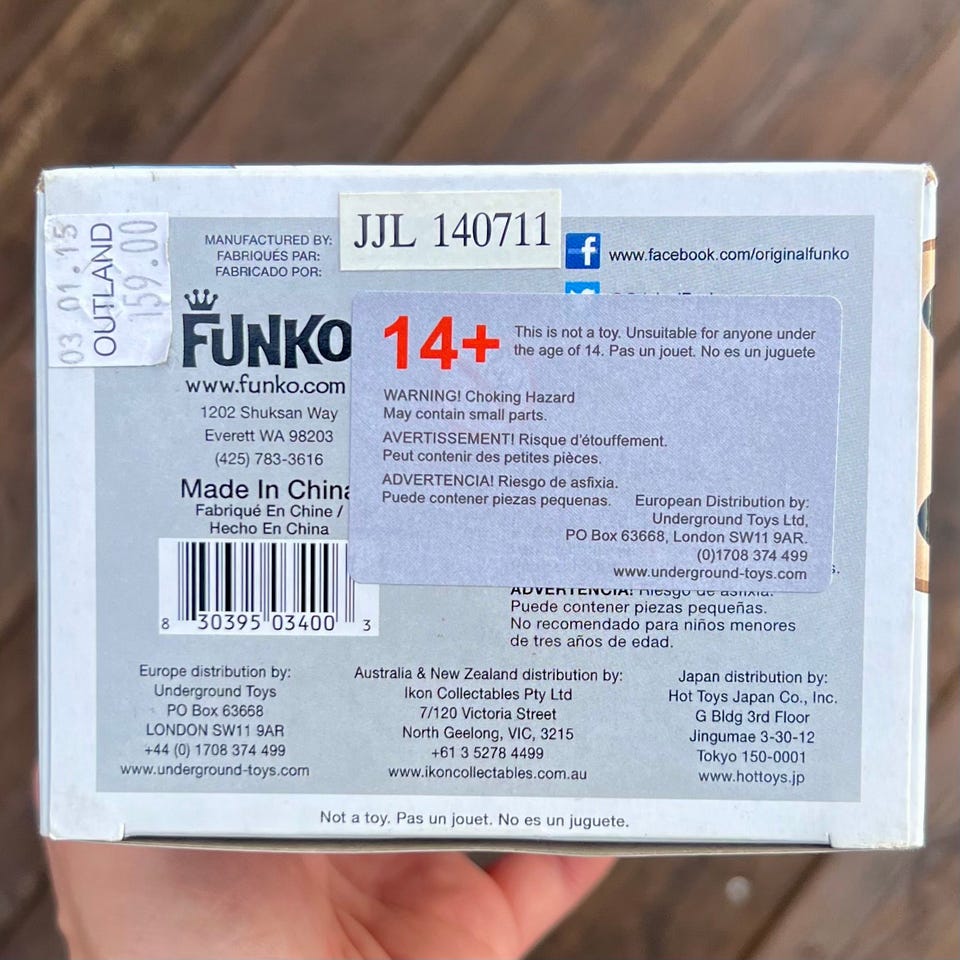 03 01.15
OUTLAND
159.00
MANUFACTURED BY:
FABRIQUÉS PAR:
FABRICADO POR:
JJL 140711
f www.facebook.com/originalfunko
FUNKO
www.funko.com
1202 Shuksan Way
Everett WA 98203
(425) 783-3616
Made In China
Fabriqué En Chine /
Hecho En China
8 30395 03400 3
14+
This is not a toy. Unsuitable for anyone under
the age of 14. Pas un jouet. No es un juguete
WARNING! Choking Hazard
May contain small parts.
AVERTISSEMENT! Risque d'étouffement.
Peut contenir des petites pièces.
ADVERTENCIA! Riesgo de asfixia.
Puede contener piezas pequenas.
European Distribution by:
Underground Toys Ltd,
PO Box 63668, London SW11 9AR.
(0)1708 374 499
www.underground-toys.com
ADVERTENCIA! Riesgo de asfixia.
Puede contener piezas pequeñas.
No recomendado para niños menores
de tres años de edad.
Europe distribution by:
Underground Toys
PO Box 63668
LONDON SW11 9AR
+44 (0) 1708 374 499
www.underground-toys.com
Australia & New Zealand distribution by:
Ikon Collectables Pty Ltd
7/120 Victoria Street
North Geelong, VIC, 3215
+61 3 5278 4499
www.ikoncollectables.com.au
Japan distribution by:
Hot Toys Japan Co., Inc.
G Bldg 3rd Floor
Jingumae 3-30-12
Tokyo 150-0001
www.hottoys.jp
Not a toy. Pas un jouet. No es un juguete.